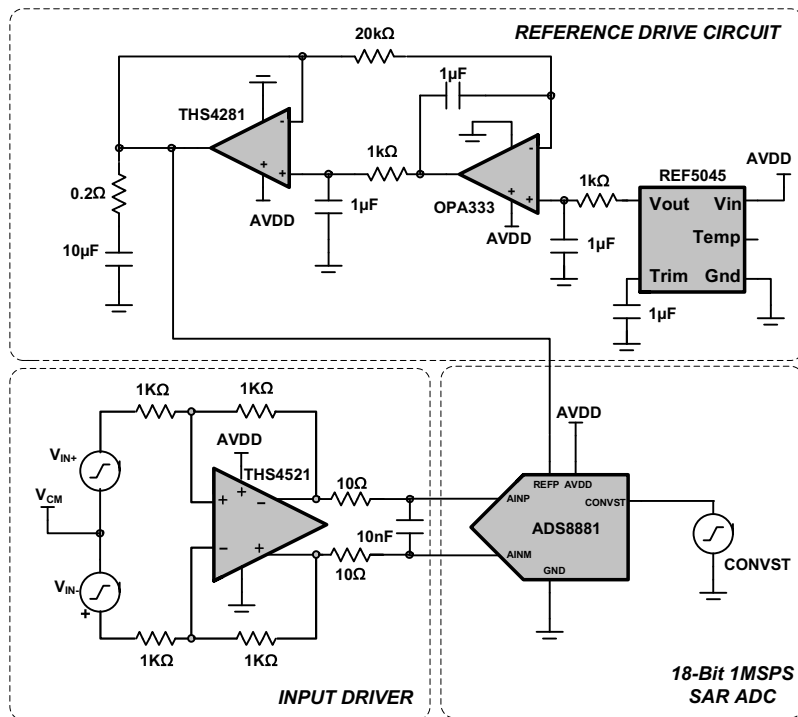 REFERENCE DRIVE CIRCUIT
20kΩ
1µF
THS4281
-
+ +
AVDD
1kΩ
1µF
-
+ +
OPA333
AVDD
1kΩ
1µF
REF5045
AVDD
Vout Vin
Temp
Trim Gnd
1µF
0.2Ω
10µF
1KΩ
1KΩ
AVDD
THS4521
VIN+
VCM
VIN-
+
+ + −
− +
10Ω
10nF
10Ω
1KΩ
1KΩ
INPUT DRIVER
AVDD
REFP AVDD
AINP
CONVST
ADS8881
AINM
GND
CONVST
18-Bit 1MSPS
SAR ADC